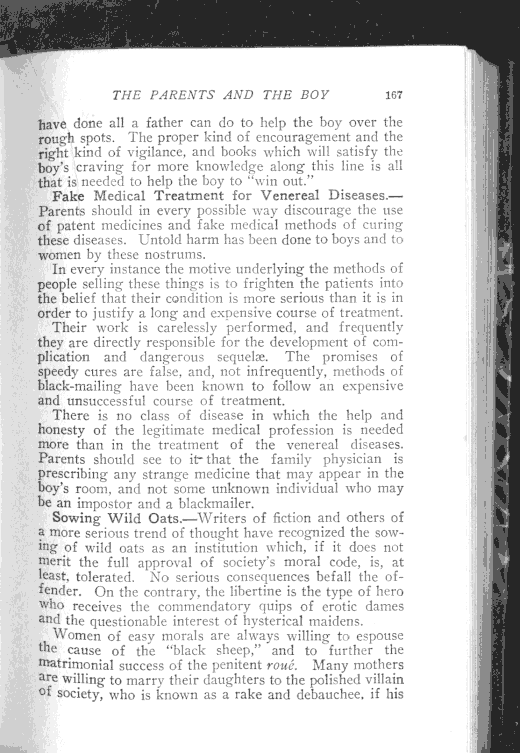 THE PARENTS AND THE BOY 167
have done all a father can do to help the boy over the
rough spots. The proper kind of encouragement and the
right kind of vigilance, and books which will satisfy the
boy's craving for more knowledge along this line is all
that is needed to help the boy to "win out."
Fake Medical Treatment for Venereal Diseases.—
Parents should in every possible way discourage the use
of patent medicines and fake medical methods of curing
these diseases. Untold harm has been done to boys and to
women by these nostrums.
In every instance the motive underlying the methods of
people selling these things is to frighten the patients into
the belief that their condition is more serious than it is in
order to justify a long and expensive course of treatment.
Their work is carelessly performed, and frequently
they are directly responsible for the development of com-
plication and dangerous sequelæ. The promises of
speedy cures are false, and, not infrequently, methods of
black-mailing have been known to follow an expensive
and unsuccessful course of treatment.
There is no class of disease in which the help and
honesty of the legitimate medical profession is needed
more than in the treatment of the venereal diseases.
Parents should see to it that the family physician is
prescribing any strange medicine that may appear in the
boy's room, and not some unknown individual who may
be an impostor and a blackmailer.
Sowing Wild Oats.—Writers of fiction and others of
a more serious trend of thought have recognized the sow-
ing of wild oats as an institution which, if it does not
merit the full approval of society's moral code, is, at
least, tolerated. No serious consequences befall the of-
fender. On the contrary, the libertine is the type of hero
who receives the commendatory quips of erotic dames
and the questionable interest of hysterical maidens.
Women of easy morals are always willing to espouse
the cause of the "black sheep," and to further the
matrimonial success of the penitent roué. Many mothers
are willing to marry their daughters to the polished villain
of society, who is known as a rake and debauchee, if his